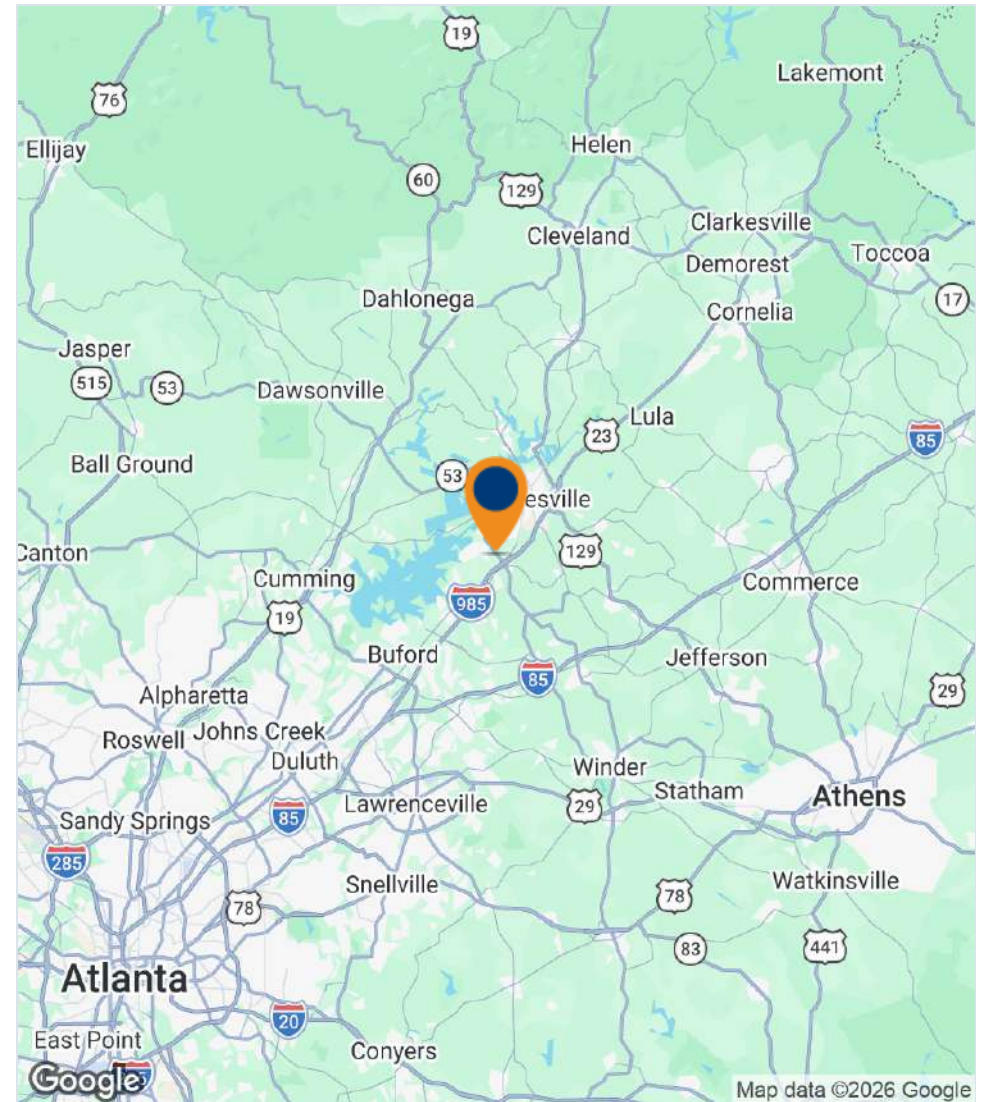 19
Lakemont
76
Ellijay
Helen
60
129
Clarkesville
Cleveland
Toccoa
Demorest
17
Dahlonega
Cornelia
Jasper
515
53
Dawsonville
Lula
23
85
Ball Ground
53
esville
Canton
129
Cumming
Commerce
985
19
Buford
Jefferson
85
29
Alpharetta
Roswell
Johns Creek
Duluth
Winder
Statham
Athens
29
Lawrenceville
85
Sandy Springs
285
Snellville
Watkinsville
78
78
83
441
Atlanta
20
East Point
Conyers
Google
Map data ©2026 Google